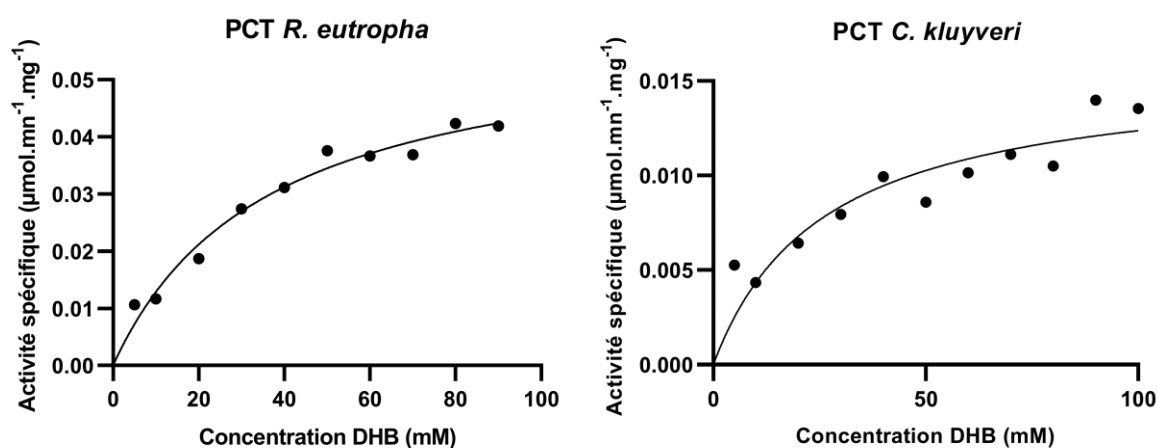 PCT R. eutropha
Activité spécifique (µmol.mn⁻¹.mg⁻¹)
0.05
0.04
0.03
0.02
0.01
0.00
0 20 40 60 80 100
Concentration DHB (mM)
PCT C. kluyveri
Activité spécifique (µmol.mn⁻¹.mg⁻¹)
0.015
0.010
0.005
0.000
0 50 100
Concentration DHB (mM)